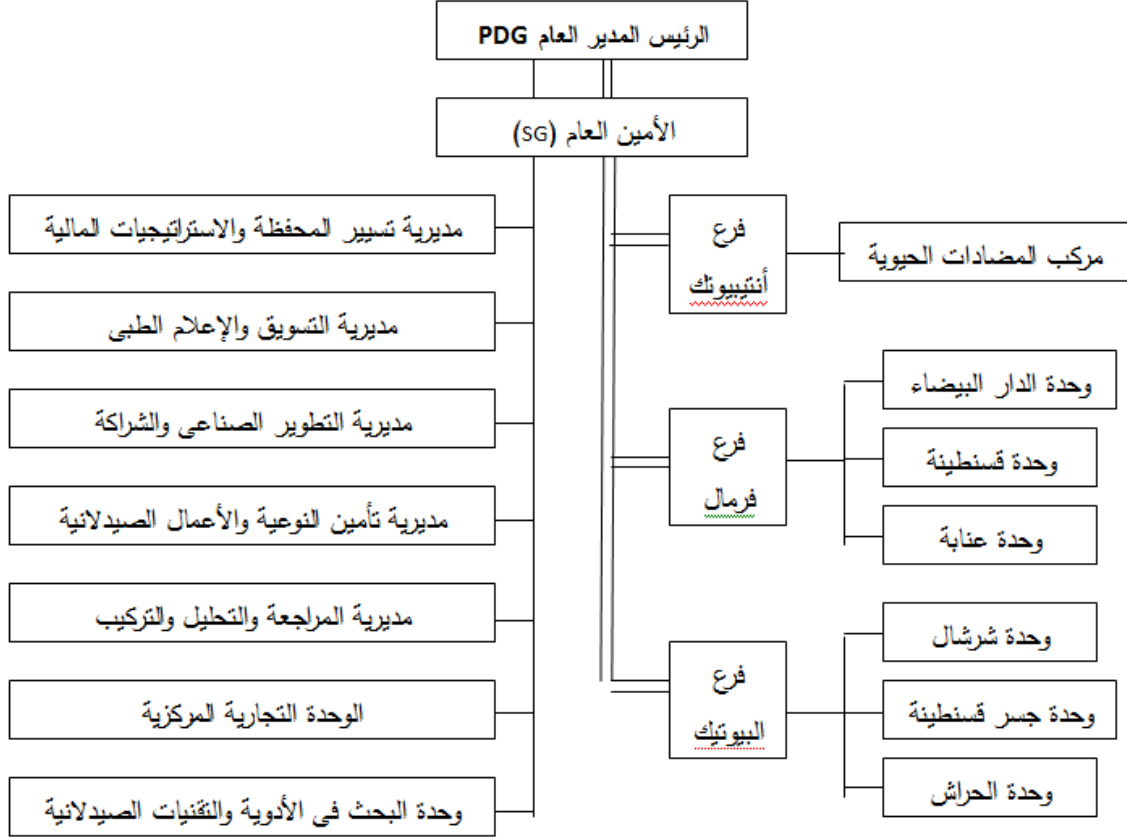 الرئيس المدير العام PDG
الأمين العام (SG)
فرع
أنتيبيوتك
مركب المضادات الحيوية
فرع
فرمال
وحدة الدار البيضاء
وحدة قسنطينة
وحدة عنابة
فرع
البيوتيك
وحدة شرشال
وحدة جسر قسنطينة
وحدة الحراش
مديرية تسيير المحفظة والاستراتيجيات المالية
مديرية التسويق والإعلام الطبي
مديرية التطوير الصناعي والشراكة
مديرية تأمين النوعية والأعمال الصيدلانية
مديرية المراجعة والتحليل والتركيب
الوحدة التجارية المركزية
وحدة البحث في الأدوية والتقنيات الصيدلانية